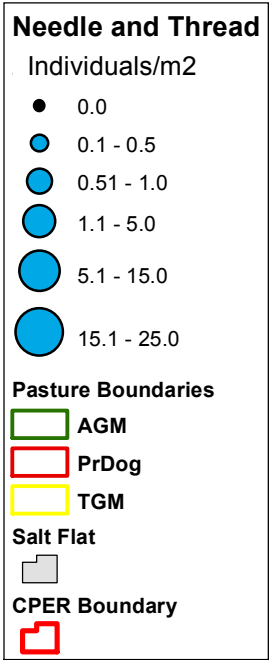 Needle and Thread
Individuals/m2
0.0
0.1 - 0.5
0.51 - 1.0
1.1 - 5.0
5.1 - 15.0
15.1 - 25.0
Pasture Boundaries
AGM
PrDog
TGM
Salt Flat
CPER Boundary